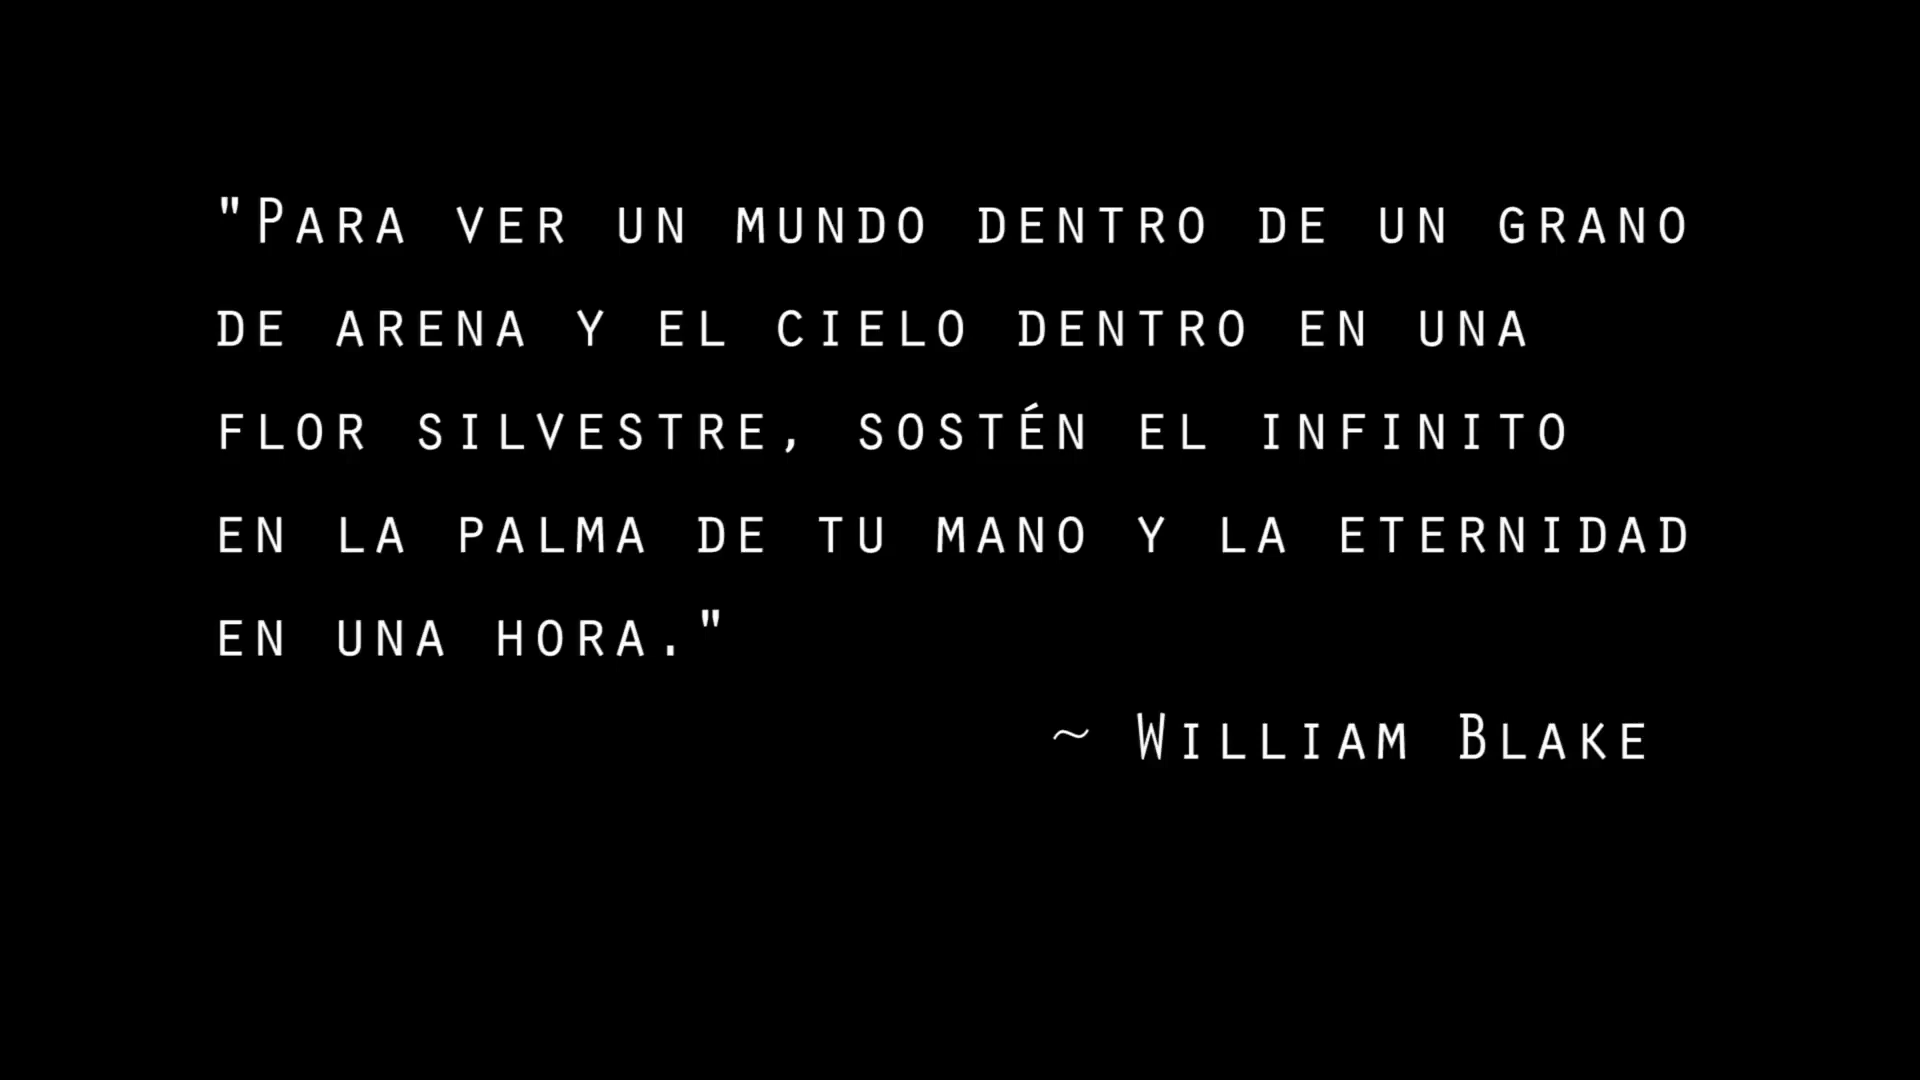 "Para ver un mundo dentro de un grano
de arena y el cielo dentro en una
flor silvestre, sostén el infinito
en la palma de tu mano y la eternidad
en una hora."
~ William Blake